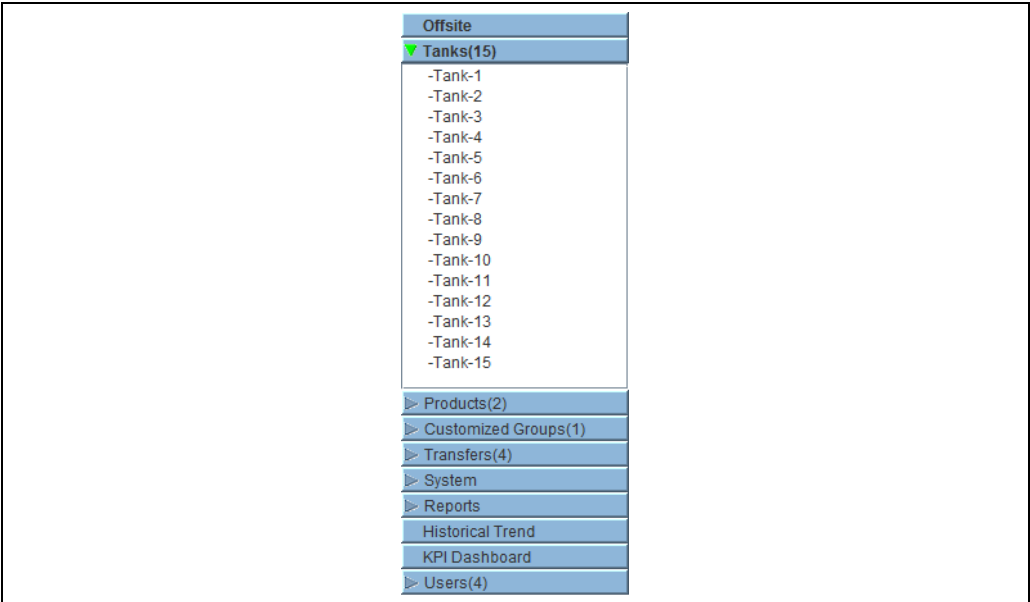 Offsite
Tanks(15)
-Tank-1
-Tank-2
-Tank-3
-Tank-4
-Tank-5
-Tank-6
-Tank-7
-Tank-8
-Tank-9
-Tank-10
-Tank-11
-Tank-12
-Tank-13
-Tank-14
-Tank-15
Products(2)
Customized Groups(1)
Transfers(4)
System
Reports
Historical Trend
KPI Dashboard
Users(4)